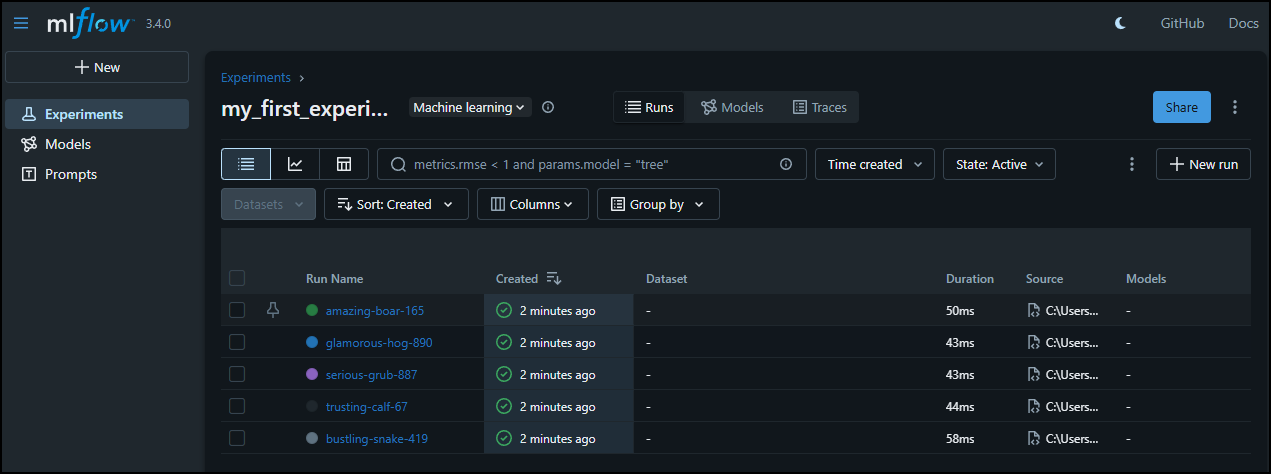 mlflow™ 3.4.0 GitHub Docs
New
Experiments
Models
Prompts
Experiments ›
my_first_experi... Machine learning Runs Models Traces Share
metrics.rmse < 1 and params.model = "tree" Time created State: Active New run
Datasets Sort: Created Columns Group by
Run Name Created Dataset Duration Source Models
amazing-boar-165 2 minutes ago - 50ms C:\Users... -
glamorous-hog-890 2 minutes ago - 43ms C:\Users... -
serious-grub-887 2 minutes ago - 43ms C:\Users... -
trusting-calf-67 2 minutes ago - 44ms C:\Users... -
bustling-snake-419 2 minutes ago - 58ms C:\Users... -